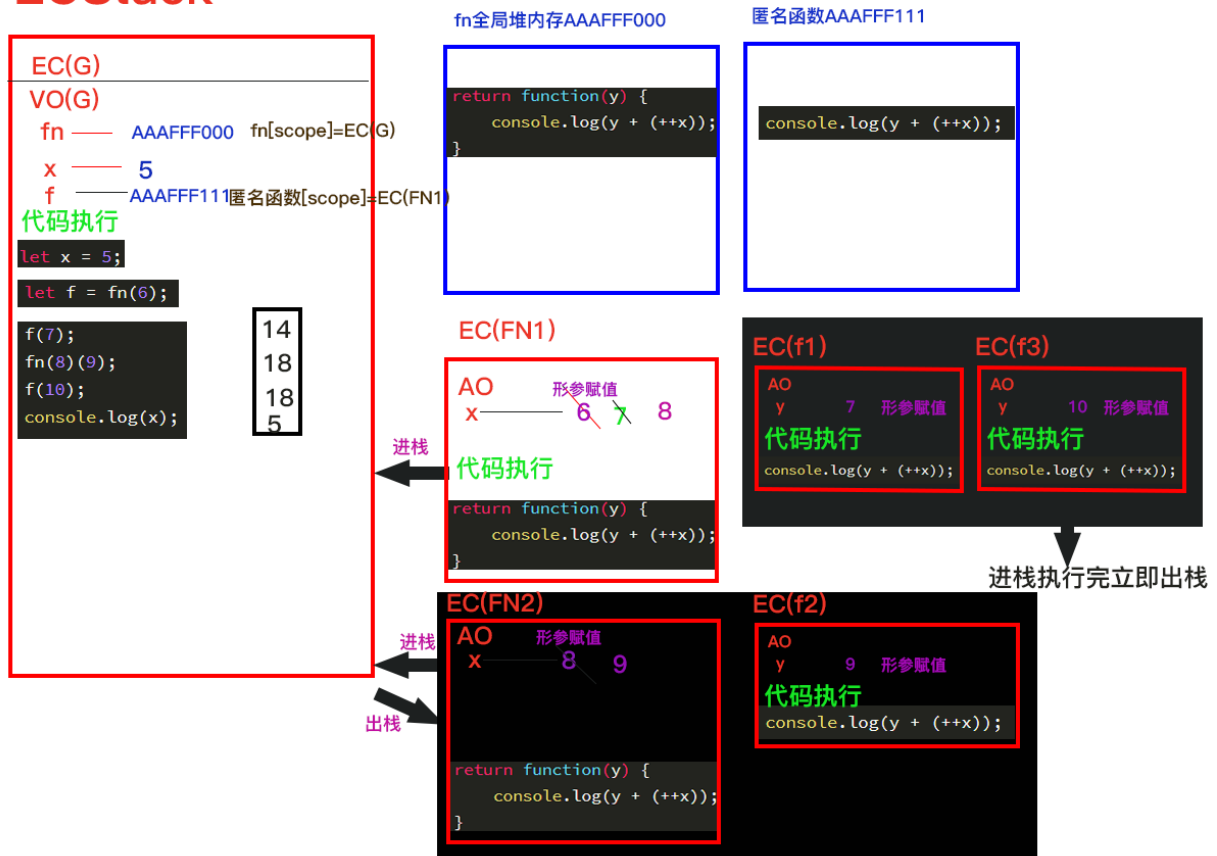 EC(G)
VO(G)
fn
AAAFFF000
fn[scope]=EC(G)
x
5
f
AAAFFF111
匿名函数[scope]=EC(FN1)
代码执行
let x = 5;
let f = fn(6);
f(7);
fn(8)(9);
f(10);
console.log(x);
14
18
18
5
fn全局堆内存AAAFFF000
return function(y) {
console.log(y + (++x));
}
匿名函数AAAFFF111
console.log(y + (++x));
EC(FN1)
AO
形参赋值
x
6
7
8
代码执行
return function(y) {
console.log(y + (++x));
}
进栈
EC(f1)
AO
y
7
形参赋值
代码执行
console.log(y + (++x));
EC(f3)
AO
y
10
形参赋值
代码执行
console.log(y + (++x));
进栈执行完立即出栈
EC(FN2)
AO
形参赋值
x
8
9
return function(y) {
console.log(y + (++x));
}
进栈
出栈
EC(f2)
AO
y
9
形参赋值
代码执行
console.log(y + (++x));